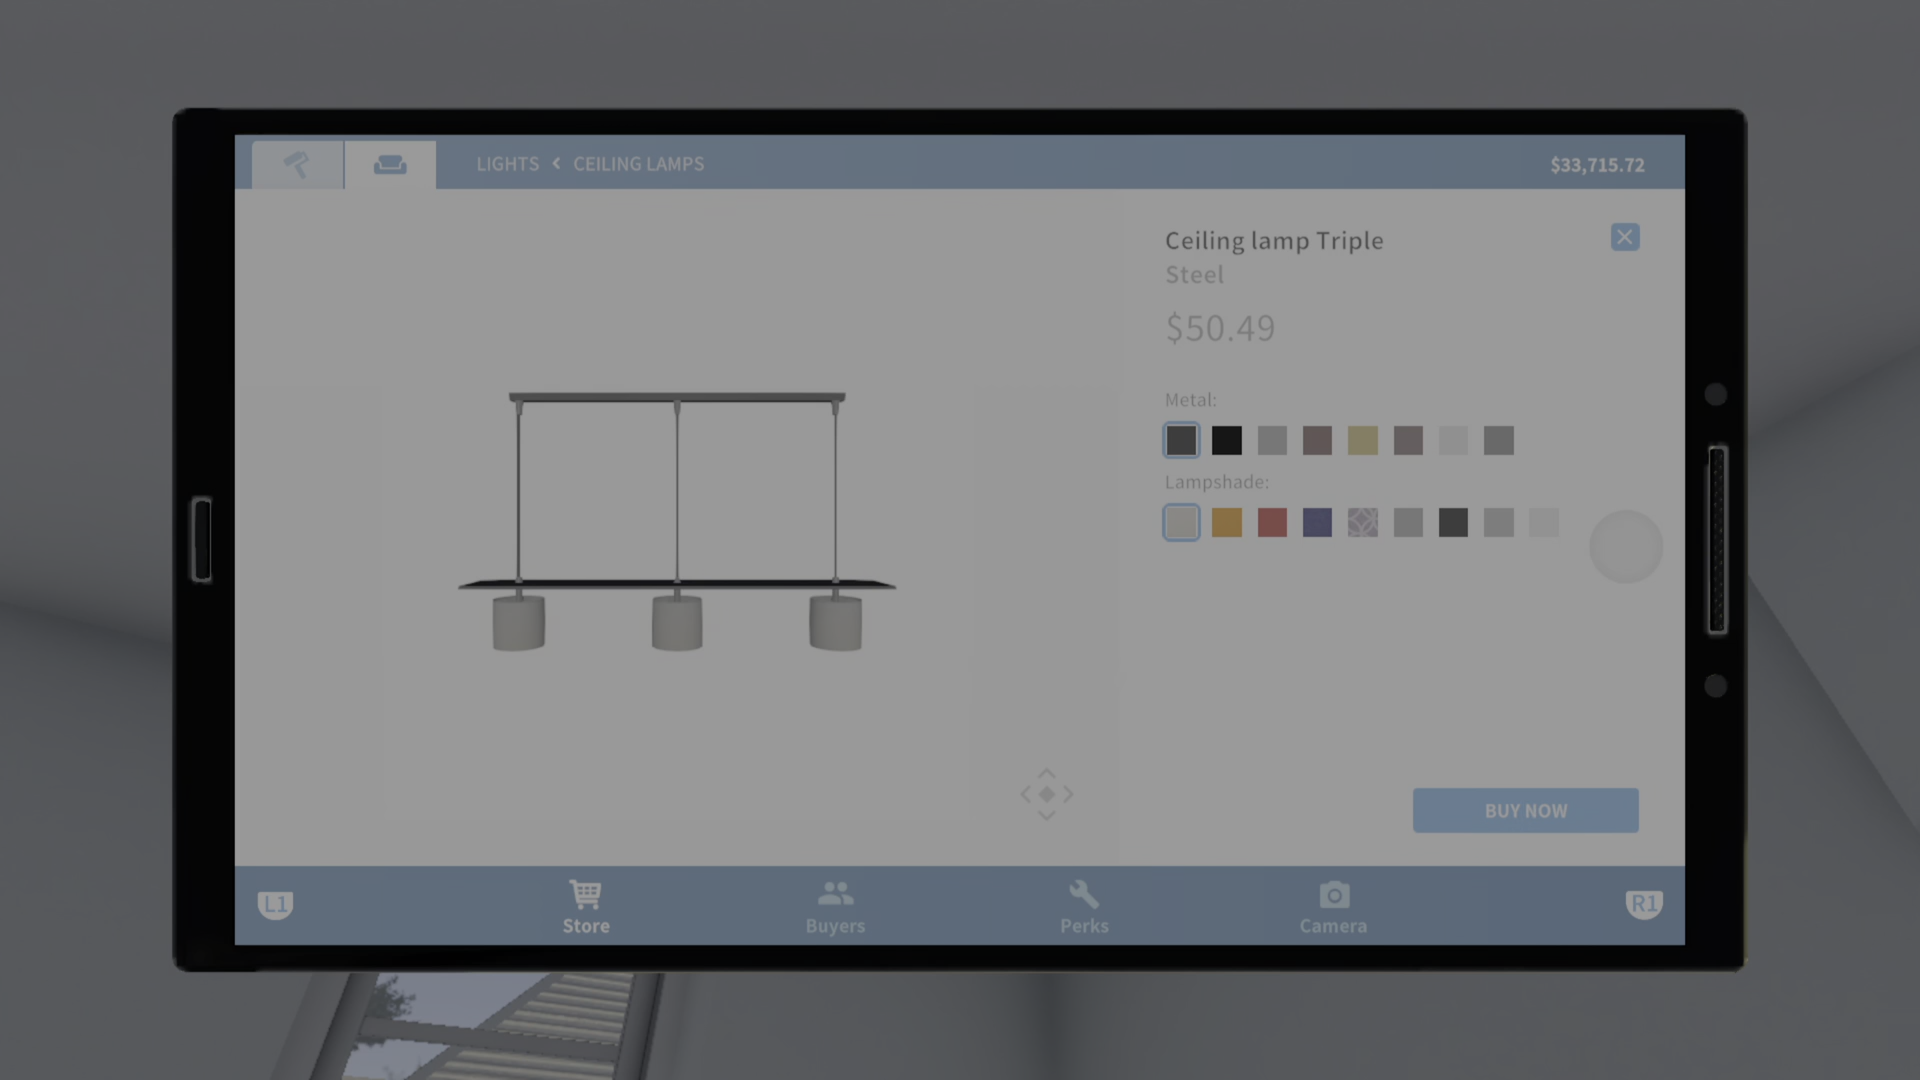 LIGHTS < CEILING LAMPS
$33,715.72
Ceiling lamp Triple
Steel
$50.49
Metal:
Lampshade:
BUY NOW
L1
Store
Buyers
Perks
Camera
R1